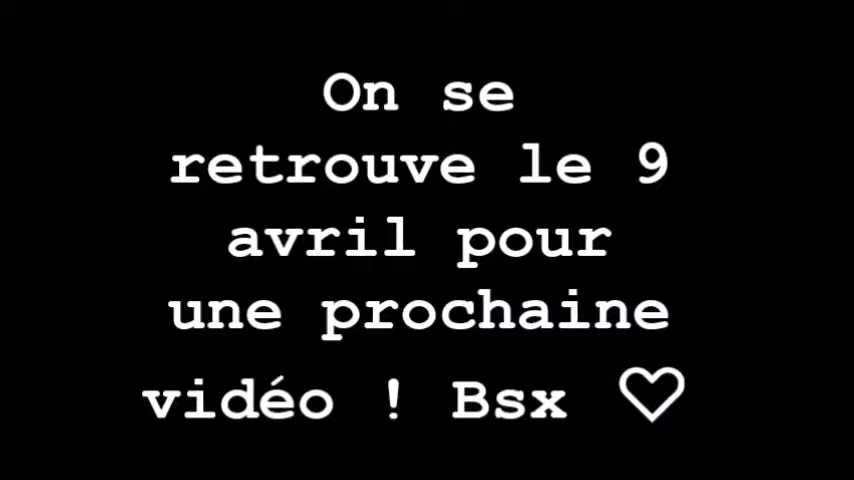 On se
retrouve le 9
avril pour
une prochaine
vidéo ! Bsx ♡